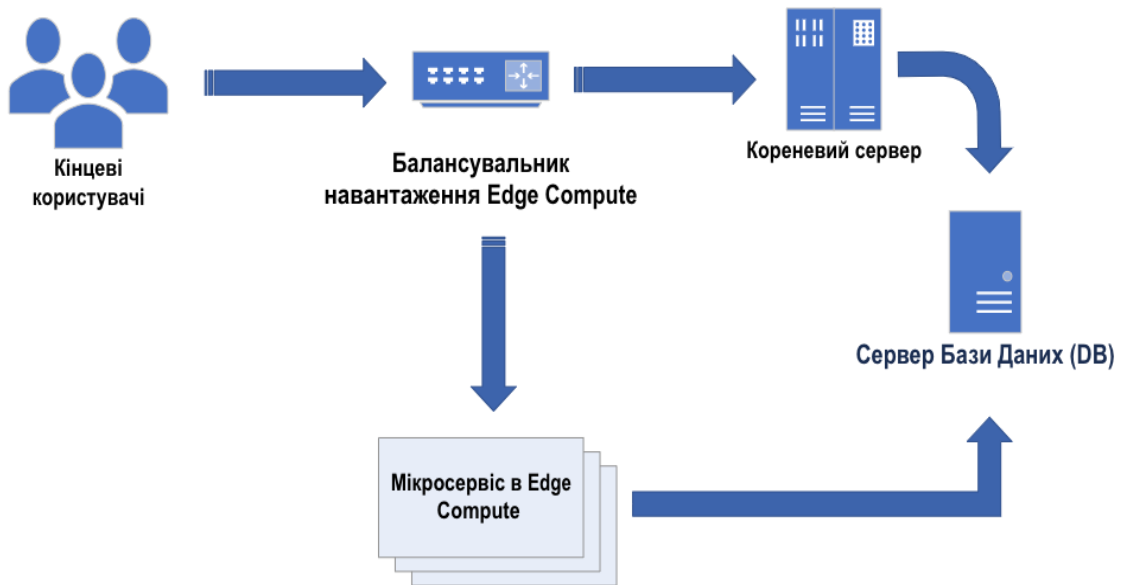 Кінцеві
користувачі
Балансувальник
навантаження Edge Compute
Кореневий сервер
Сервер Бази Даних (DB)
Мікросервіс в Edge
Compute